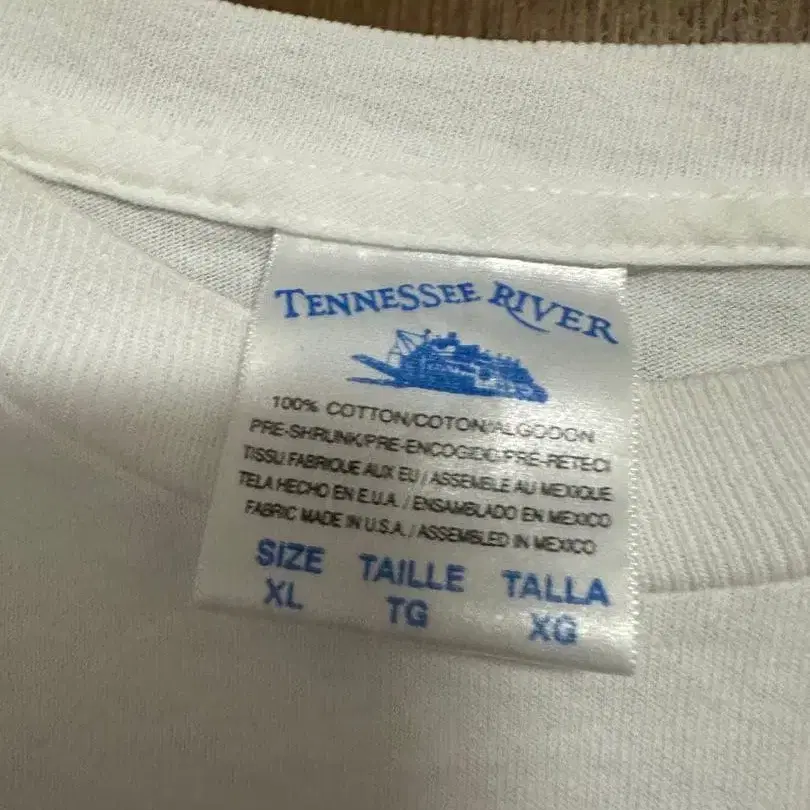 TENNESSEE RIVER
100% COTTON/COTON/ALGODON
PRE-SHRUNK/PRE-ENCOGIDO/PRÉ-RETECI
TISSU FABRIQUE AUX EU / ASSEMBLE AU MEXIQUE
TELA HECHO EN E.U.A. / ENSAMBLADO EN MEXICO
FABRIC MADE IN U.S.A. / ASSEMBLED IN MEXICO
SIZE TAILLE TALLA
XL TG XG